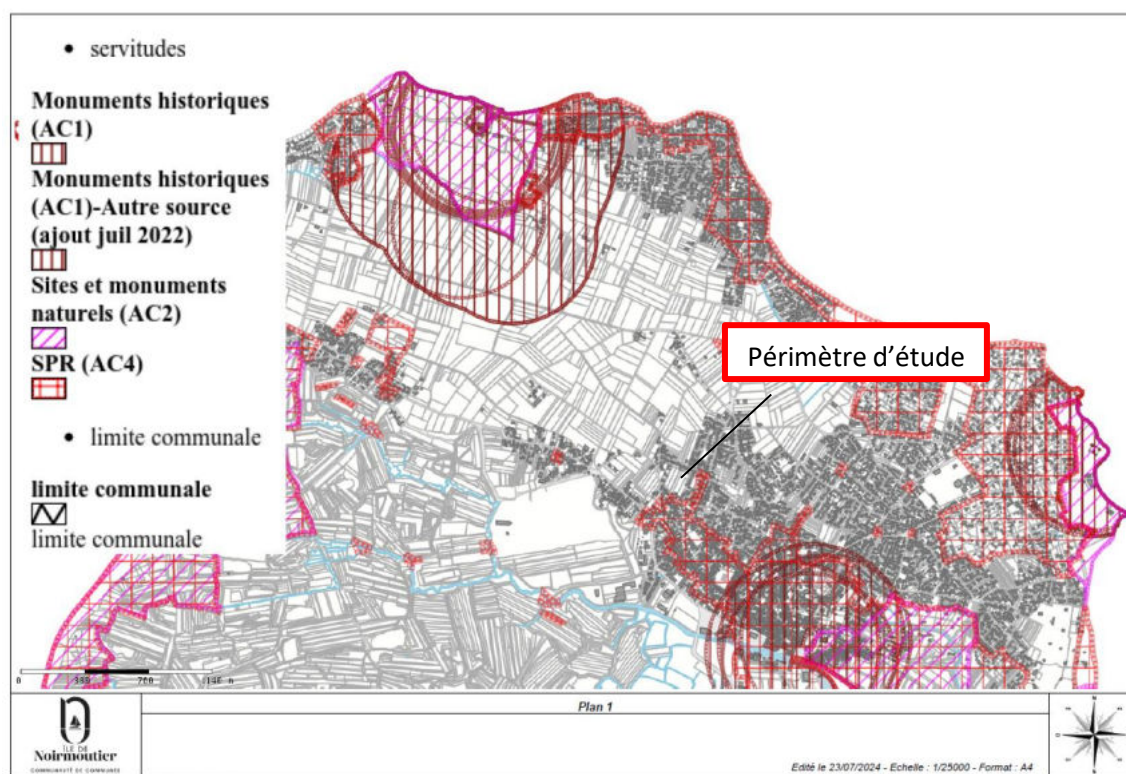 • servitudes
Monuments historiques
(AC1)
Monuments historiques
(AC1)-Autre source
(ajout juil 2022)
Sites et monuments
naturels (AC2)
SPR (AC4)
• limite communale
limite communale
limite communale
Périmètre d'étude
Plan 1
ÎLE DE
Noirmoutier
COMMUNAUTÉ DE COMMUNES
Edité le 23/07/2024 - Echelle : 1/25000 - Format : A4